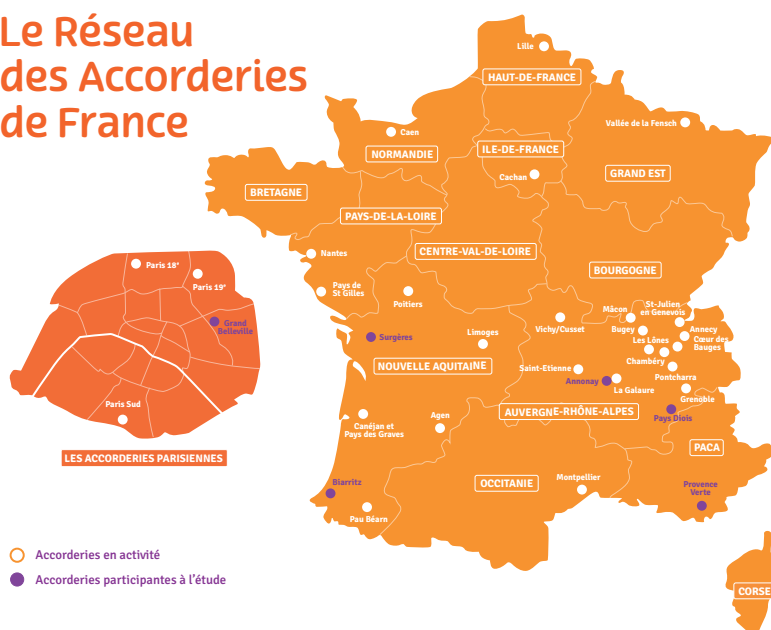 Le Réseau
des Accorderies
de France
Lille
HAUT-DE-FRANCE
Vallée de la Fensch
Caen
NORMANDIE
ILE-DE-FRANCE
Cachan
GRAND EST
BRETAGNE
PAYS-DE-LA-LOIRE
CENTRE-VAL-DE-LOIRE
Nantes
BOURGOGNE
Pays de
St Gilles
Poitiers
Mâcon
St-Julien
en Genevois
Vichy/Cusset
Bugey
Annecy
Surgères
Limoges
Les Lônes
Cœur des
Bauges
Chambéry
NOUVELLE AQUITAINE
Saint-Etienne
Pontcharra
Annonay
La Galaure
Grenoble
AUVERGNE-RHÔNE-ALPES
Pays Diois
Canéjan et
Pays des Graves
Agen
PACA
OCCITANIE
Montpellier
Biarritz
Provence
Verte
Pau Béarn
CORSE
Paris 18°
Paris 19°
Grand
Belleville
Paris Sud
LES ACCORDERIES PARISIENNES
Accorderies en activité
Accorderies participantes à l'étude